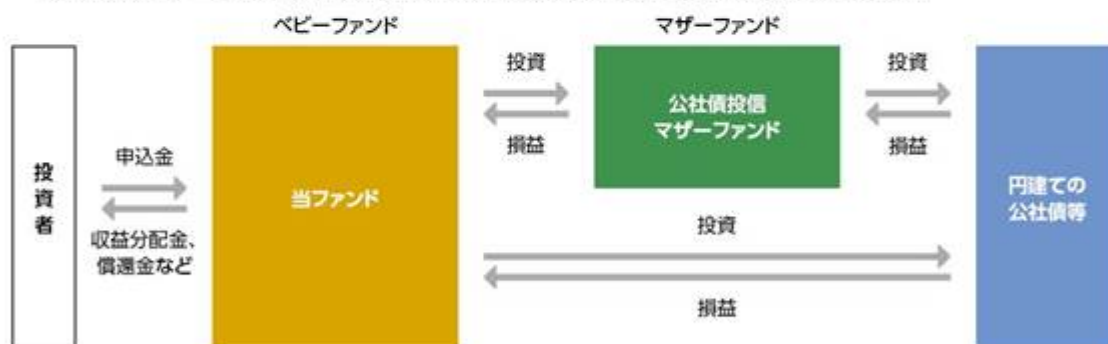 ベビーファンド
マザーファンド
投資者
申込金
収益分配金、
償還金など
当ファンド
投資
損益
公社債投信
マザーファンド
投資
損益
投資
損益
円建ての
公社債等